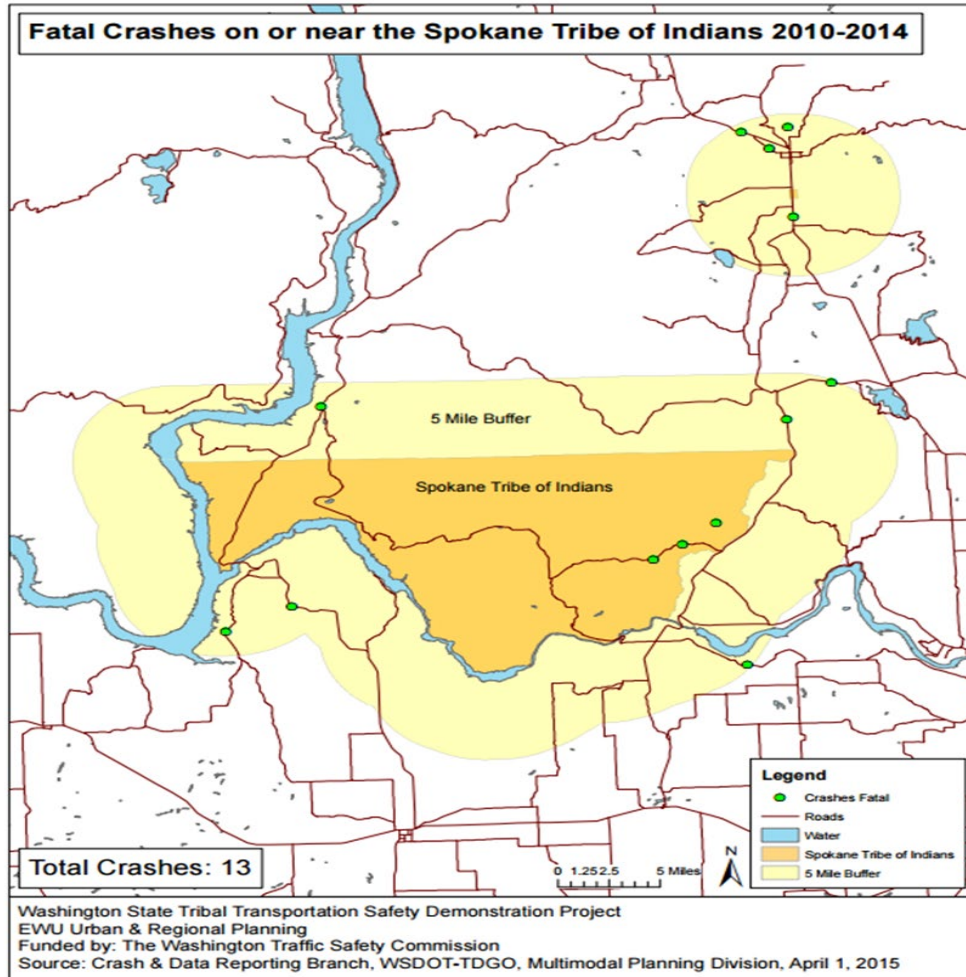 Fatal Crashes on or near the Spokane Tribe of Indians 2010-2014
5 Mile Buffer
Spokane Tribe of Indians
Legend
Crashes Fatal
Roads
Water
Spokane Tribe of Indians
5 Mile Buffer
N
0 1.252.5 5 Miles
Total Crashes: 13
Washington State Tribal Transportation Safety Demonstration Project
EWU Urban & Regional Planning
Funded by: The Washington Traffic Safety Commission
Source: Crash & Data Reporting Branch, WSDOT-TDGO, Multimodal Planning Division, April 1, 2015